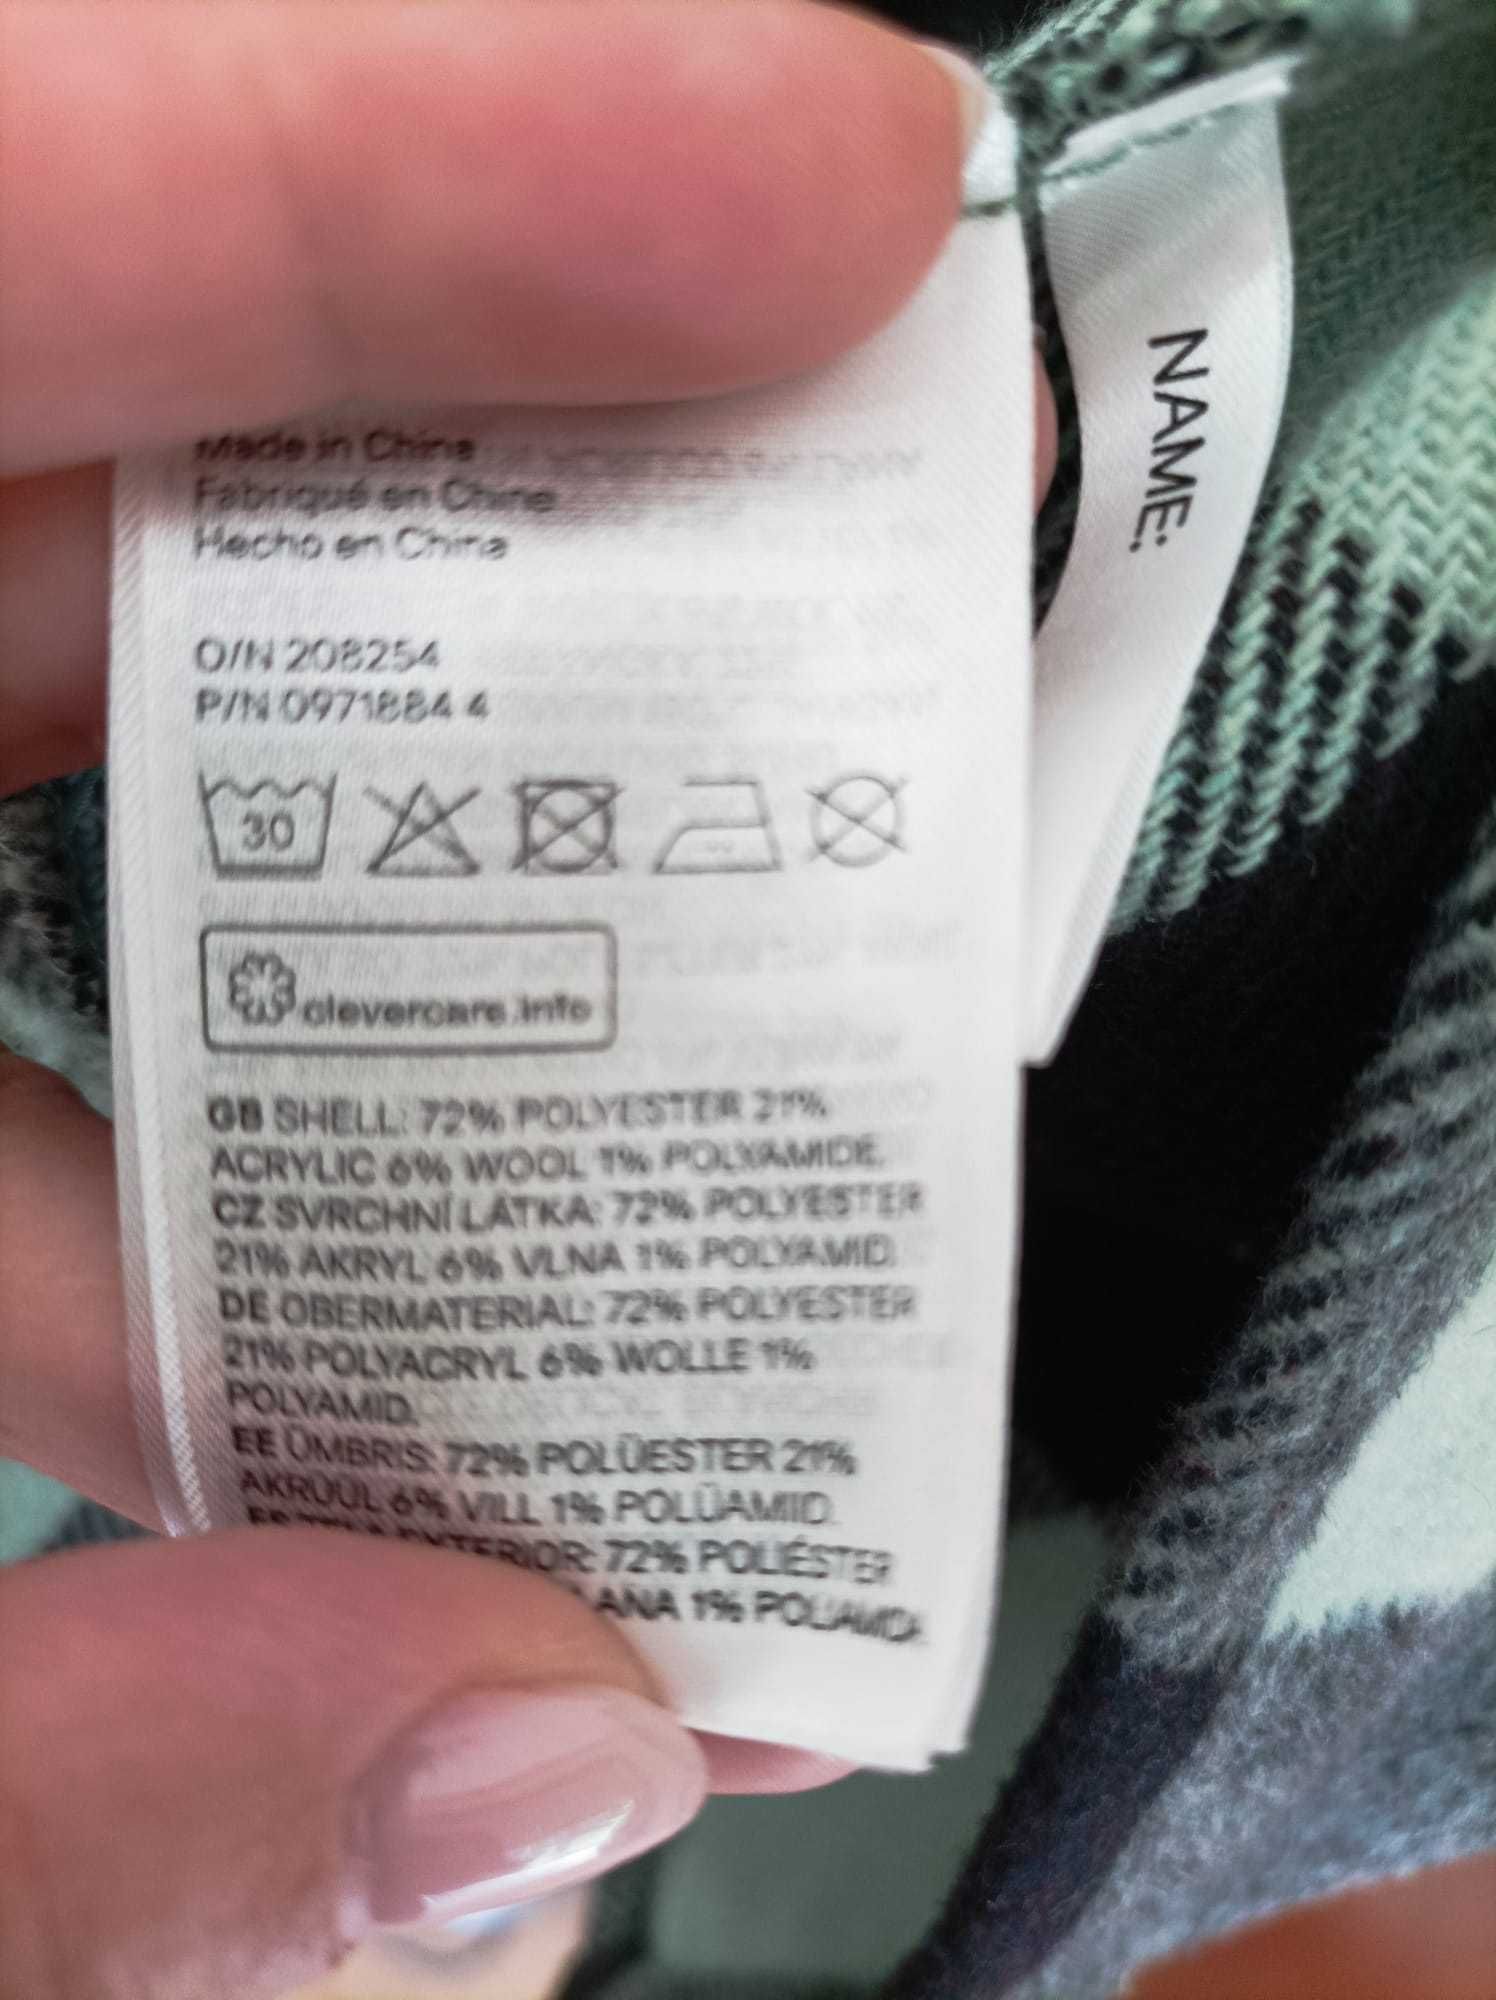 Made in China
Fabriqué en Chine
Hecho en China
O/N 208254
P/N 0971884 4
30
clevercare.info
GB SHELL: 72% POLYESTER 21%
ACRYLIC 6% WOOL 1% POLYAMIDE.
CZ SVRCHNÍ LÁTKA: 72% POLYESTER
21% AKRYL 6% VLNA 1% POLYAMID.
DE OBERMATERIAL: 72% POLYESTER
21% POLYACRYL 6% WOLLE 1%
POLYAMID.
EE ÜMBRIS: 72% POLÜESTER 21%
AKRÜÜL 6% VILL 1% POLÜAMIID.
72% POLIÉSTER
1% POLIAMIDA.
NAME: